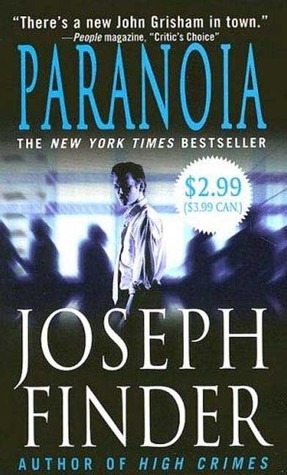 "There's a new John Grisham in town."
—People magazine, "Critic's Choice"
PARANOIA
THE NEW YORK TIMES BESTSELLER
$2.99
($3.99 CAN.)
JOSEPH
FINDER
AUTHOR OF HIGH CRIMES